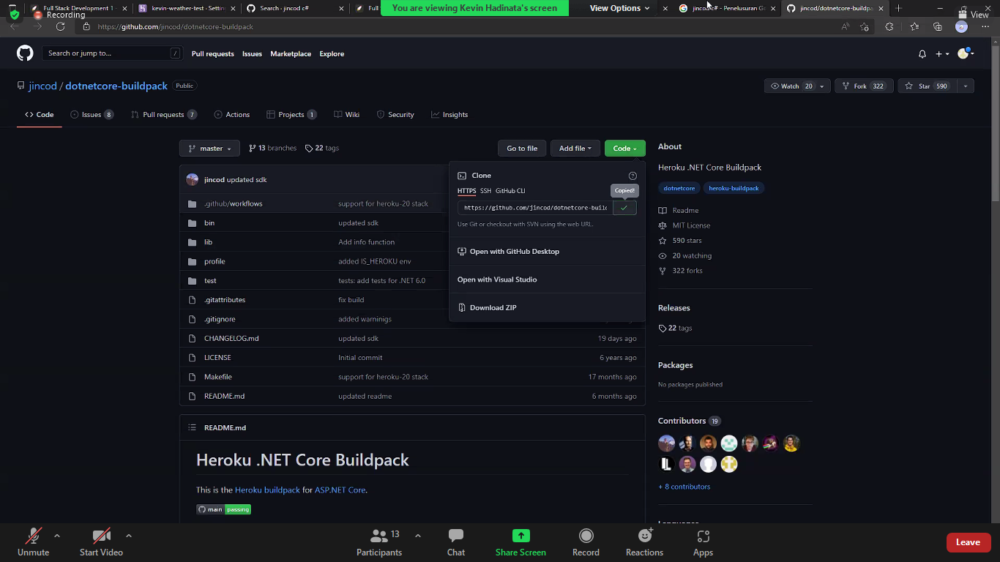 Recording
Full Stack Development 1 -
kevin-weather-test - Settin
Search - jincod c#
Full
You are viewing Kevin Hadinata's screen
View Options
jincod c# - Penelusuran Go
jincod/dotnetcore-buildpa
View
https://github.com/jincod/dotnetcore-buildpack
Search or jump to...
/
Pull requests
Issues
Marketplace
Explore
jincod / dotnetcore-buildpack
Public
Watch 20
Fork 322
Star 590
Code
Issues 8
Pull requests 7
Actions
Projects 1
Wiki
Security
Insights
master
13 branches
22 tags
Go to file
Add file
Code
jincod updated sdk
.github/workflows
support for heroku-20 stack
bin
updated sdk
lib
Add info function
profile
added IS_HEROKU env
test
tests: add tests for .NET 6.0
.gitattributes
fix build
.gitignore
added warnigs
CHANGELOG.md
updated sdk
19 days ago
LICENSE
Initial commit
6 years ago
Makefile
support for heroku-20 stack
17 months ago
README.md
updated readme
6 months ago
Clone
HTTPS
SSH
GitHub CLI
Copied!
https://github.com/jincod/dotnetcore-build
Use Git or checkout with SVN using the web URL.
Open with GitHub Desktop
Open with Visual Studio
Download ZIP
About
Heroku .NET Core Buildpack
dotnetcore
heroku-buildpack
Readme
MIT License
590 stars
20 watching
322 forks
Releases
22 tags
Packages
No packages published
Contributors 19
+ 8 contributors
README.md
Heroku .NET Core Buildpack
This is the Heroku buildpack for ASP.NET Core.
main passing
Unmute
Start Video
Participants
13
Chat
Share Screen
Record
Reactions
Apps
Leave